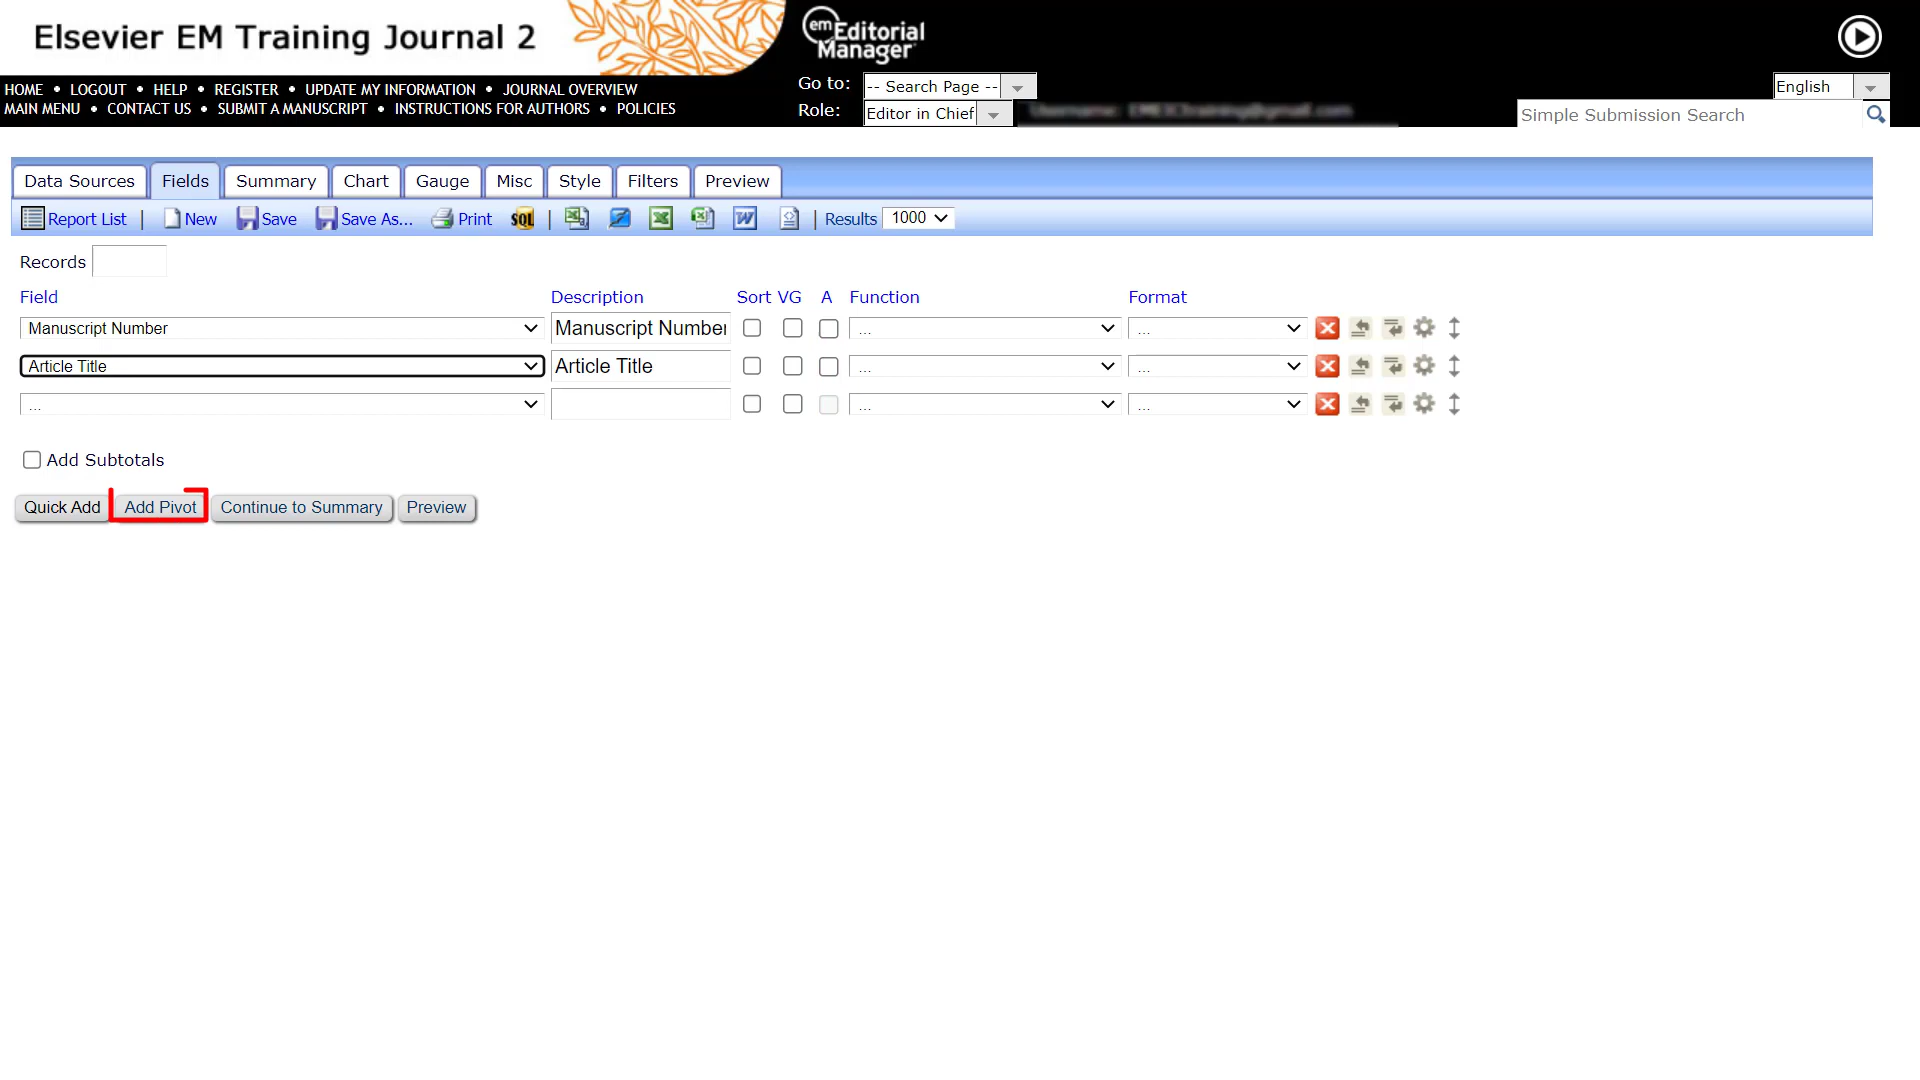 Elsevier EM Training Journal 2
em Editorial Manager
HOME • LOGOUT • HELP • REGISTER • UPDATE MY INFORMATION • JOURNAL OVERVIEW
MAIN MENU • CONTACT US • SUBMIT A MANUSCRIPT • INSTRUCTIONS FOR AUTHORS • POLICIES
Go to: -- Search Page --
Role: Editor in Chief
English
Simple Submission Search
Data Sources Fields Summary Chart Gauge Misc Style Filters Preview
Report List | New Save Save As... Print SQL | Results 1000
Records
Field Description Sort VG A Function Format
Manuscript Number Manuscript Number ... ...
Article Title Article Title ... ...
... ... ...
Add Subtotals
Quick Add Add Pivot Continue to Summary Preview